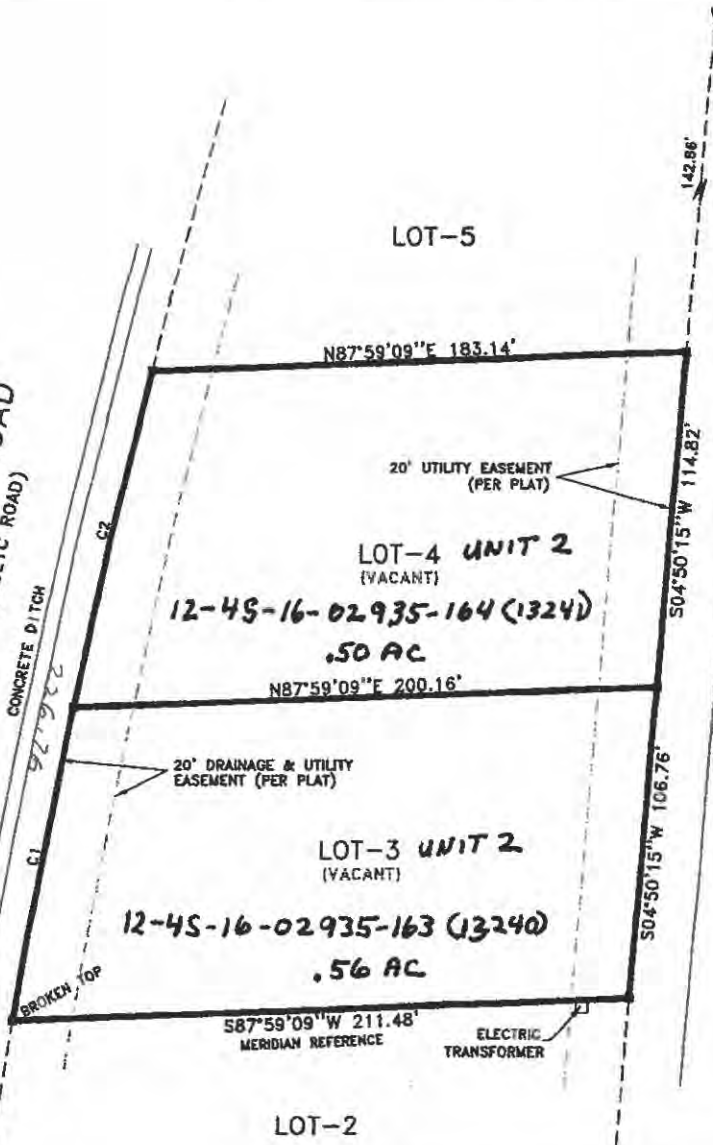 142.86'
LOT-5
N87°59'09"E 183.14'
20' UTILITY EASEMENT
(PER PLAT)
S04°50'15"W 114.82'
ROAD)
C2
LOT-4 UNIT 2
(VACANT)
12-4S-16-02935-164 (13241)
.50 AC
CONCRETE DITCH
226.76
N87°59'09"E 200.16'
20' DRAINAGE & UTILITY
EASEMENT (PER PLAT)
C1
LOT-3 UNIT 2
(VACANT)
S04°50'15"W 106.76'
12-4S-16-02935-163 (13240)
.56 AC
BROKEN TOP
S87°59'09"W 211.48'
MERIDIAN REFERENCE
ELECTRIC
TRANSFORMER
LOT-2